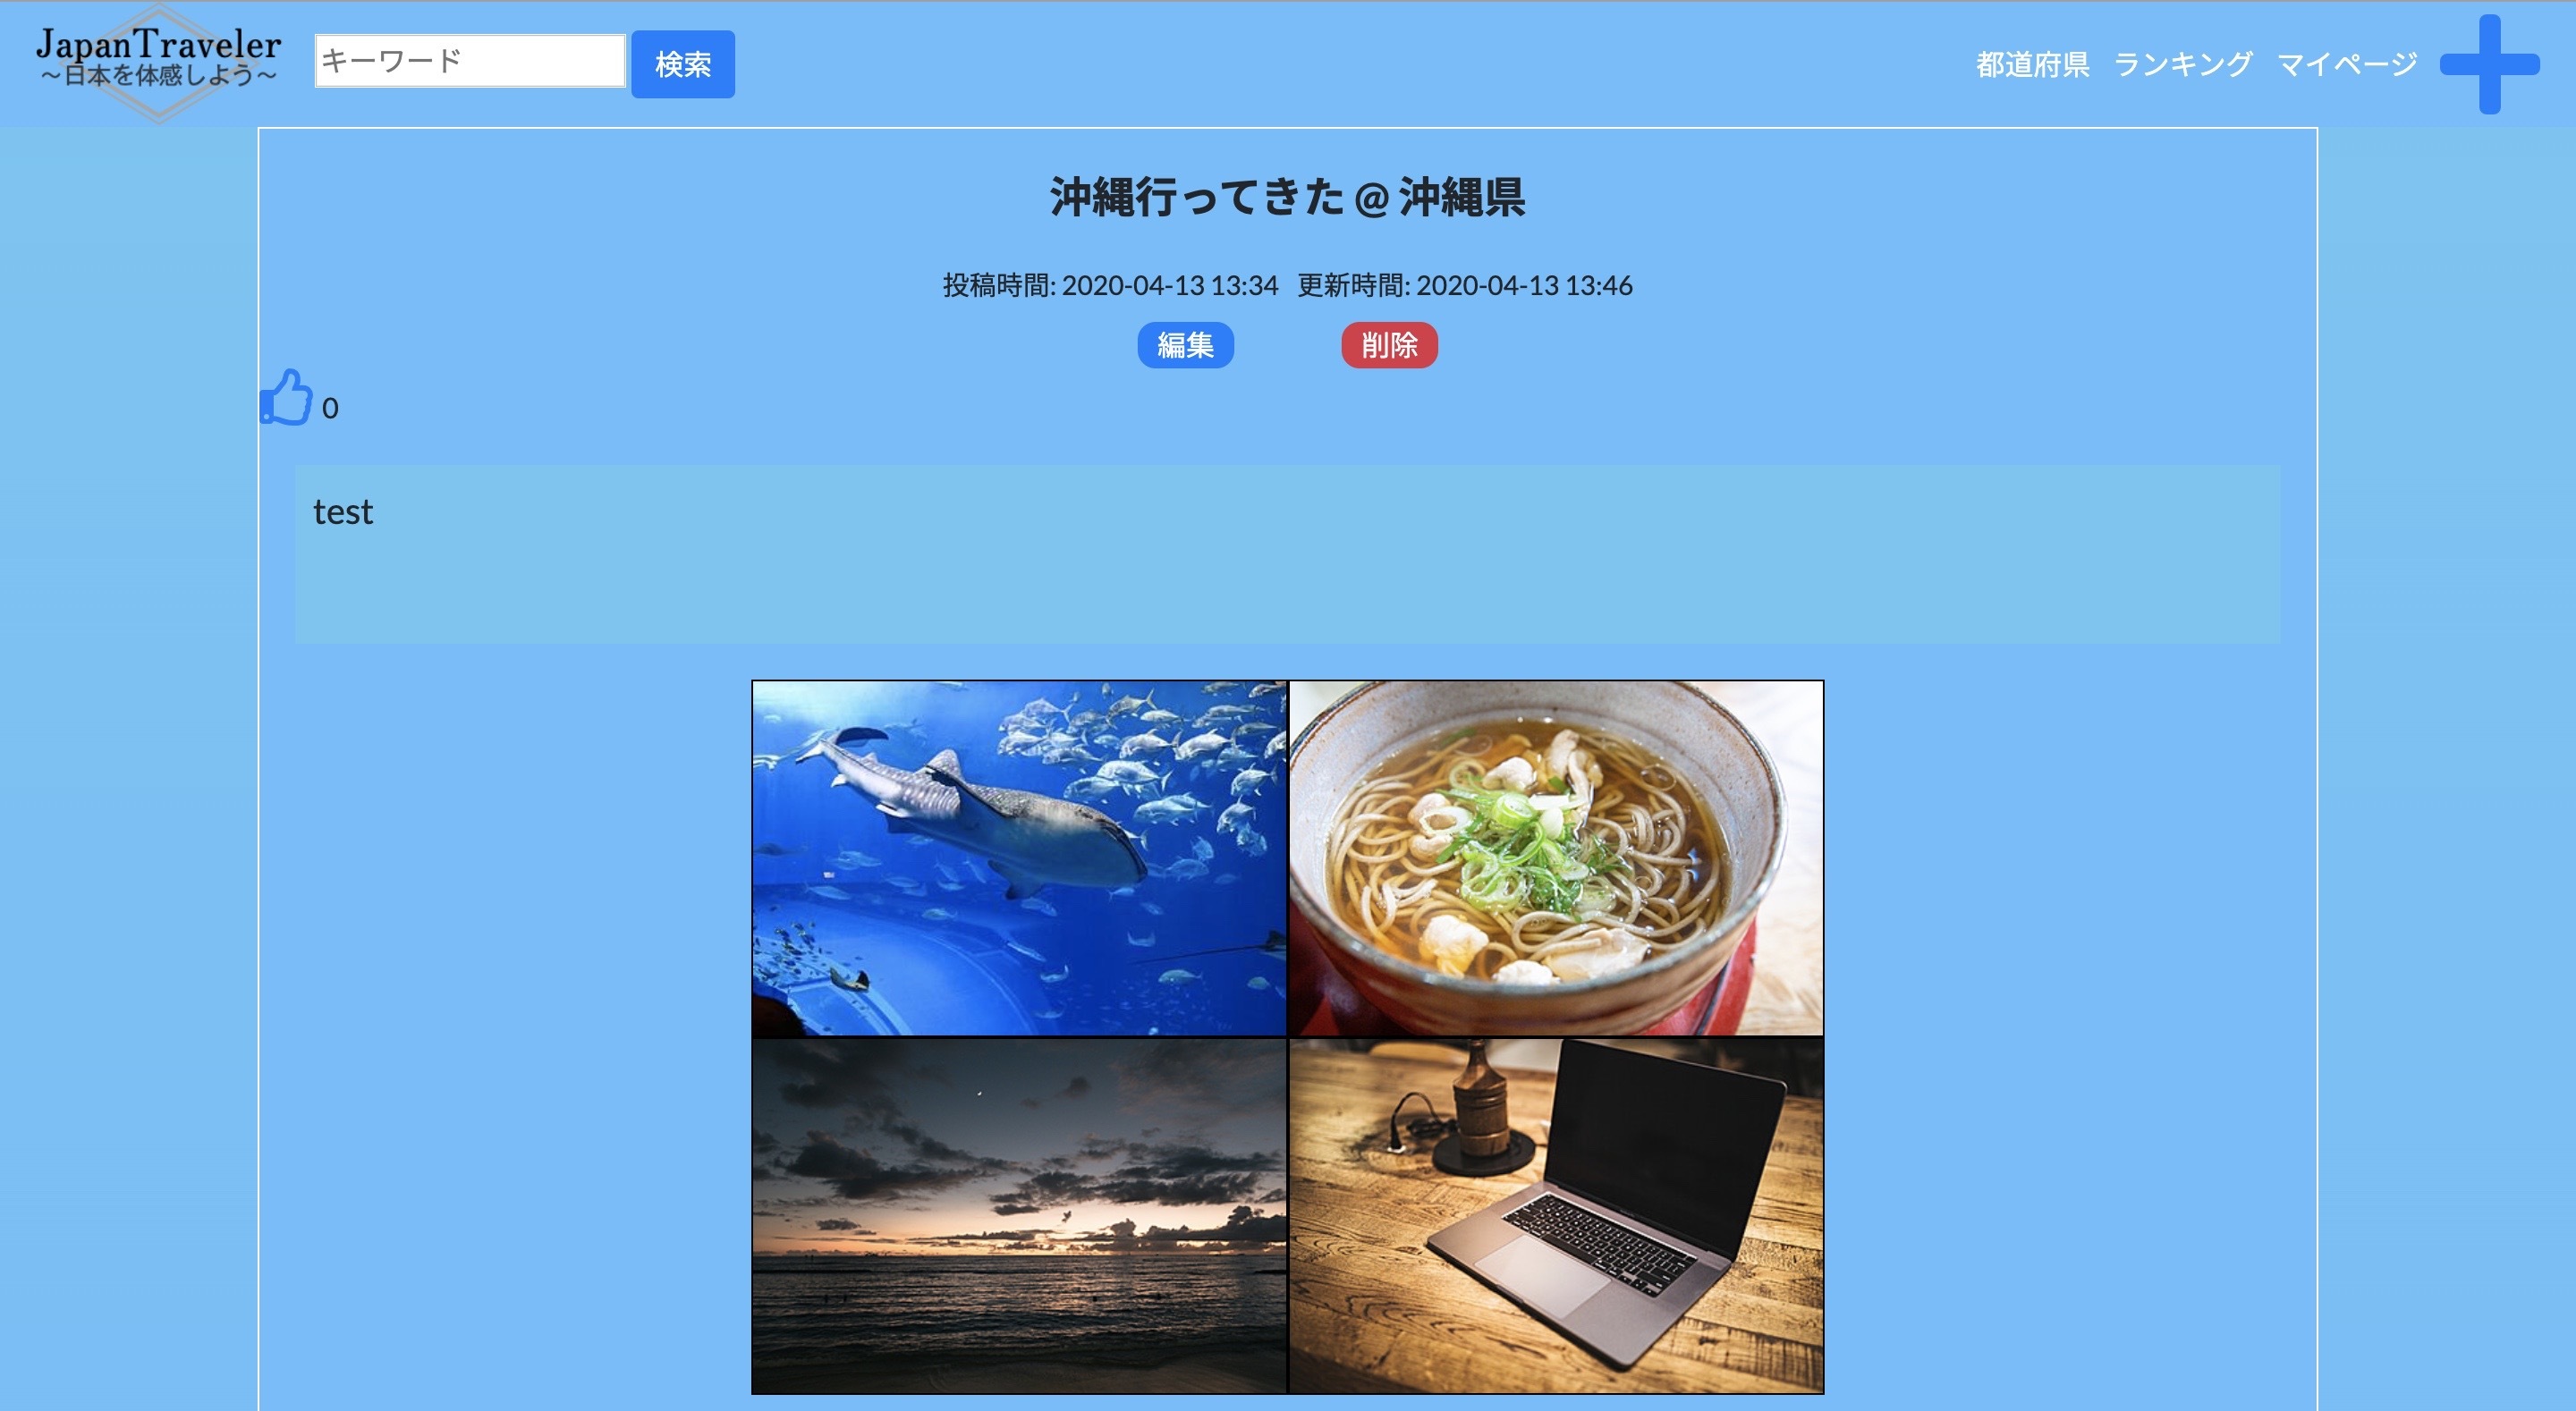 JapanTraveler
～日本を体感しよう～
キーワード
検索
都道府県 ランキング マイページ
沖縄行ってきた @ 沖縄県
投稿時間: 2020-04-13 13:34 更新時間: 2020-04-13 13:46
編集 削除
0
test